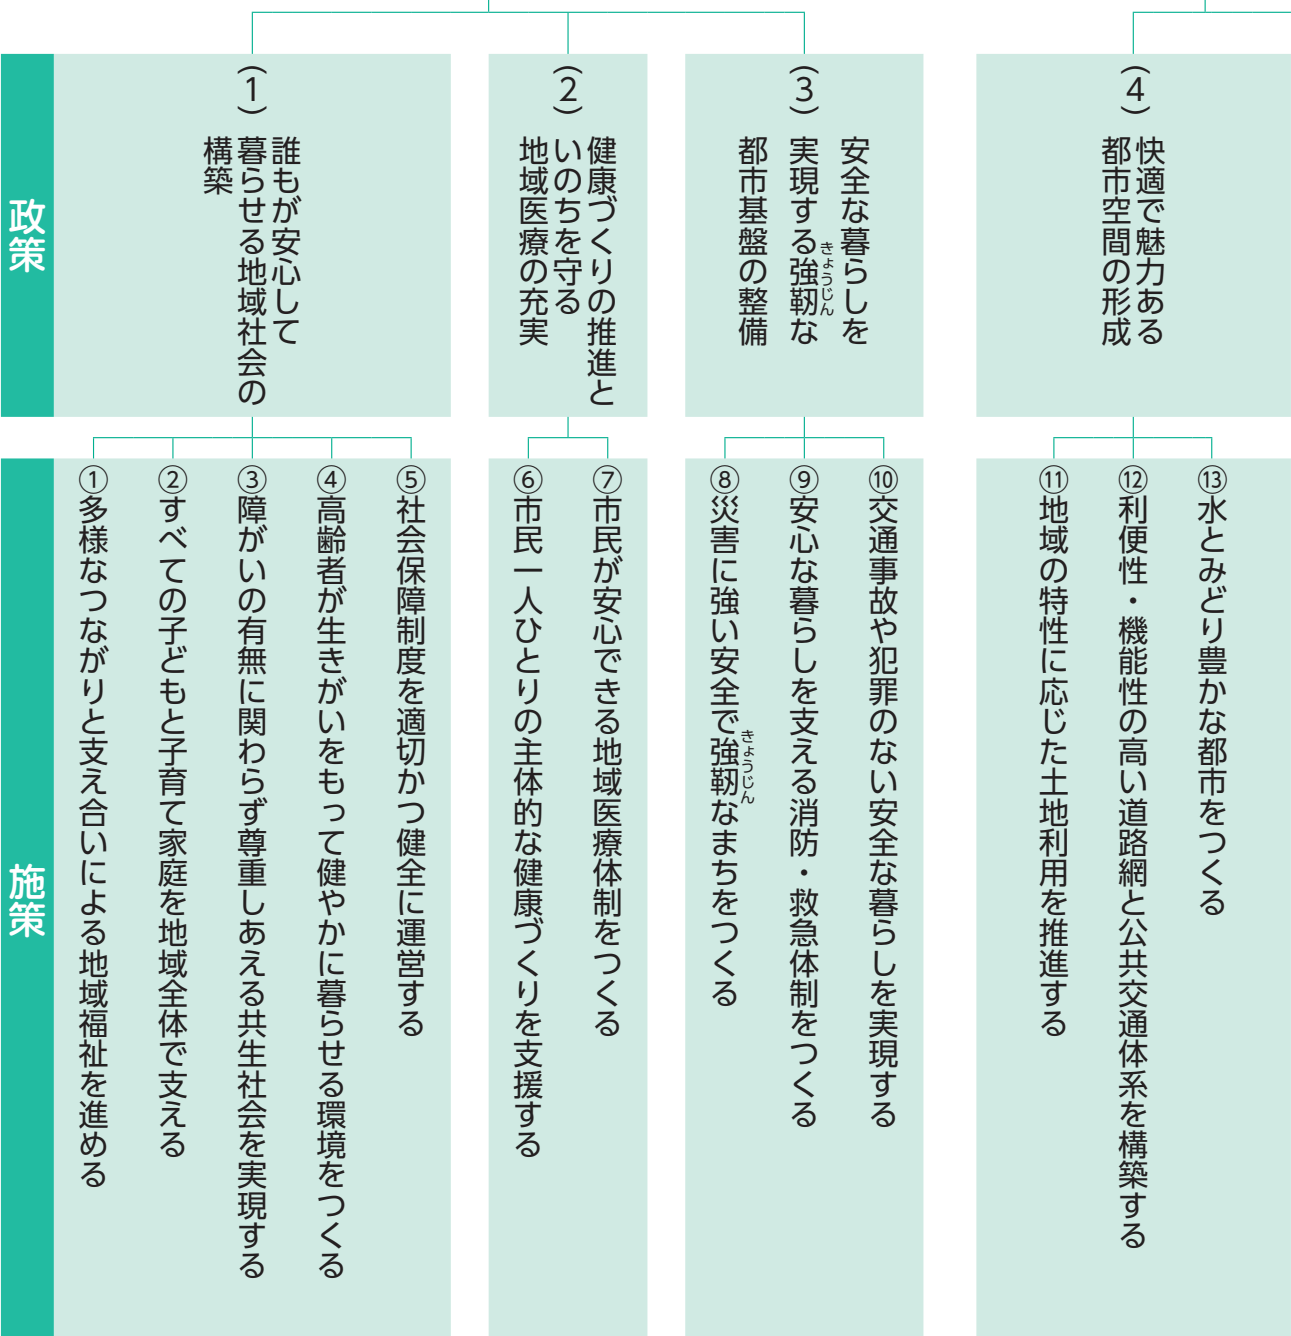 政策
（1）
誰もが安心して
暮らせる地域社会の
構築
（2）
健康づくりの推進と
いのちを守る
地域医療の充実
（3）
安全な暮らしを
実現する強靭な
きょうじん
都市基盤の整備
（4）
快適で魅力ある
都市空間の形成
施策
①多様なつながりと支え合いによる地域福祉を進める
②すべての子どもと子育て家庭を地域全体で支える
③障がいの有無に関わらず尊重しあえる共生社会を実現する
④高齢者が生きがいをもって健やかに暮らせる環境をつくる
⑤社会保障制度を適切かつ健全に運営する
⑥市民一人ひとりの主体的な健康づくりを支援する
⑦市民が安心できる地域医療体制をつくる
⑧災害に強い安全で強靭なまちをつくる
きょうじん
⑨安心な暮らしを支える消防・救急体制をつくる
⑩交通事故や犯罪のない安全な暮らしを実現する
⑪地域の特性に応じた土地利用を推進する
⑫利便性・機能性の高い道路網と公共交通体系を構築する
⑬水とみどり豊かな都市をつくる